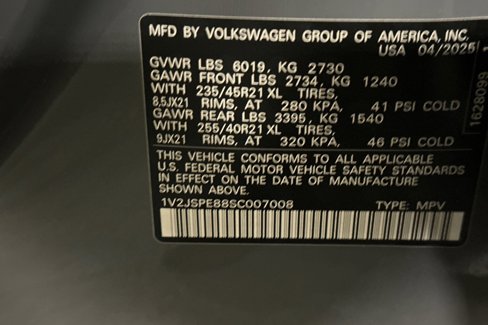 MFD BY VOLKSWAGEN GROUP OF AMERICA, INC.
USA 04/2025
GVWR LBS 6019, KG 2730
GAWR FRONT LBS 2734, KG 1240
WITH 235/45R21 XL TIRES,
8,5JX21 RIMS, AT 280 KPA, 41 PSI COLD
GAWR REAR LBS 3395, KG 1540
WITH 255/40R21 XL TIRES,
9JX21 RIMS, AT 320 KPA, 46 PSI COLD
THIS VEHICLE CONFORMS TO ALL APPLICABLE
U.S. FEDERAL MOTOR VEHICLE SAFETY STANDARDS
IN EFFECT ON THE DATE OF MANUFACTURE
SHOWN ABOVE.
1V2JSPE88SC007008 TYPE: MPV